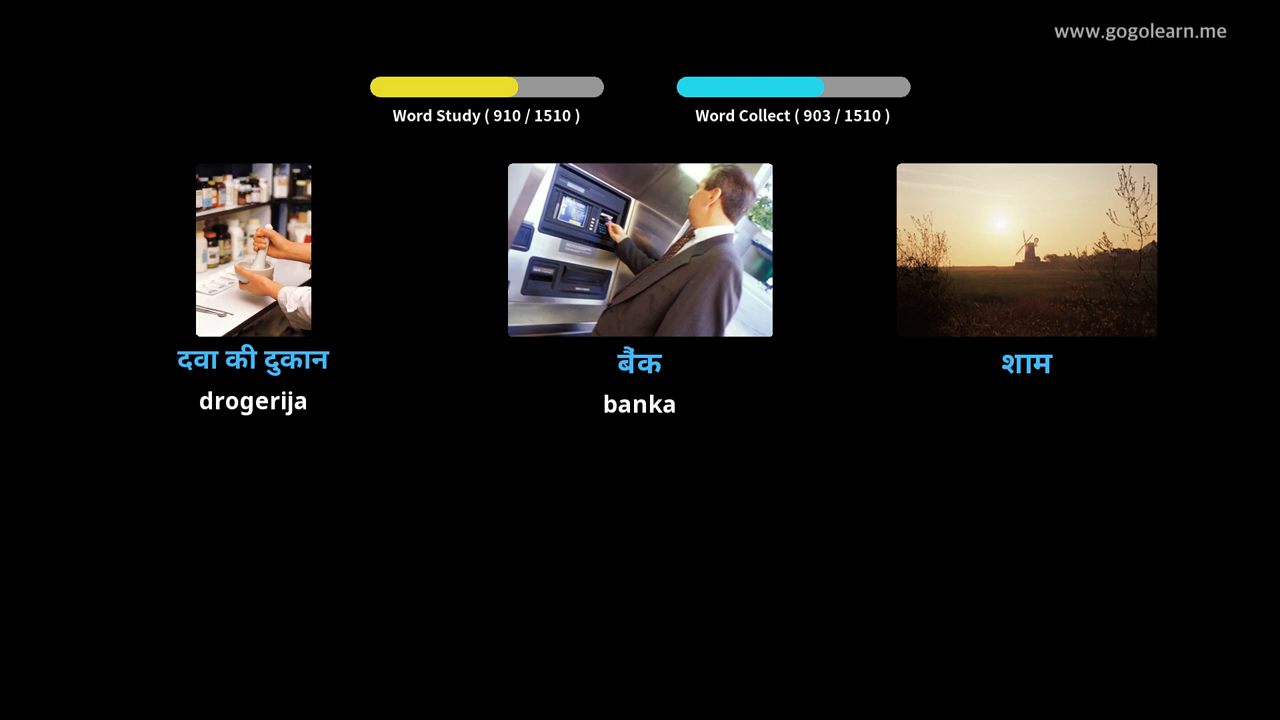 www.gogolearn.me
Word Study ( 910 / 1510 )
Word Collect ( 903 / 1510 )
दवा की दुकान
drogerija
बैंक
banka
शाम